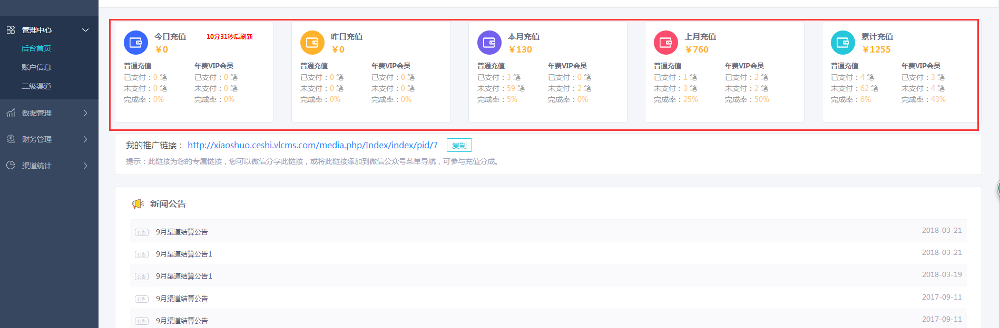 管理中心
后台首页
账户信息
二级渠道
数据管理
财务管理
渠道统计
今日充值 10分31秒后刷新
￥0
普通充值 年费VIP会员
已支付：0 笔 已支付：0 笔
未支付：0 笔 未支付：0 笔
完成率：0% 完成率：0%
昨日充值
￥0
普通充值 年费VIP会员
已支付：0 笔 已支付：0 笔
未支付：0 笔 未支付：0 笔
完成率：0% 完成率：0%
本月充值
￥130
普通充值 年费VIP会员
已支付：3 笔 已支付：0 笔
未支付：59 笔 未支付：2 笔
完成率：5% 完成率：0%
上月充值
￥760
普通充值 年费VIP会员
已支付：1 笔 已支付：2 笔
未支付：3 笔 未支付：2 笔
完成率：25% 完成率：50%
累计充值
￥1255
普通充值 年费VIP会员
已支付：4 笔 已支付：3 笔
未支付：62 笔 未支付：4 笔
完成率：6% 完成率：43%
我的推广链接： http://xiaoshuo.ceshi.vlcms.com/media.php/Index/index/pid/7 复制
提示：此链接为您的专属链接，您可以微信分享此链接，或将此链接添加到微信公众号菜单导航，可参与充值分成。
新闻公告
公告 9月渠道结算公告 2018-03-21
公告 9月渠道结算公告1 2018-03-21
公告 9月渠道结算公告1 2018-03-19
公告 9月渠道结算公告 2017-09-11
公告 9月渠道结算公告 2017-09-11